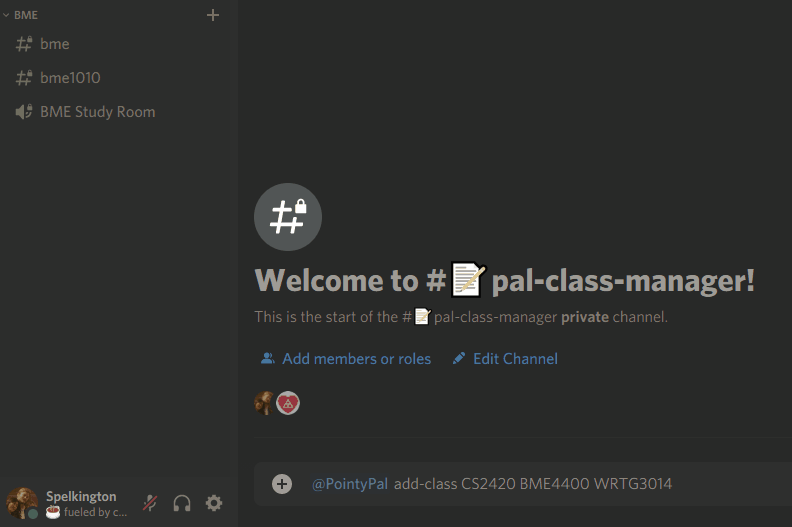 BME
bme
bme1010
BME Study Room
Welcome to #📝pal-class-manager!
This is the start of the #📝pal-class-manager private channel.
Add members or roles
Edit Channel
@PointyPal add-class CS2420 BME4400 WRTG3014
Spelkington
☕ fueled by c...